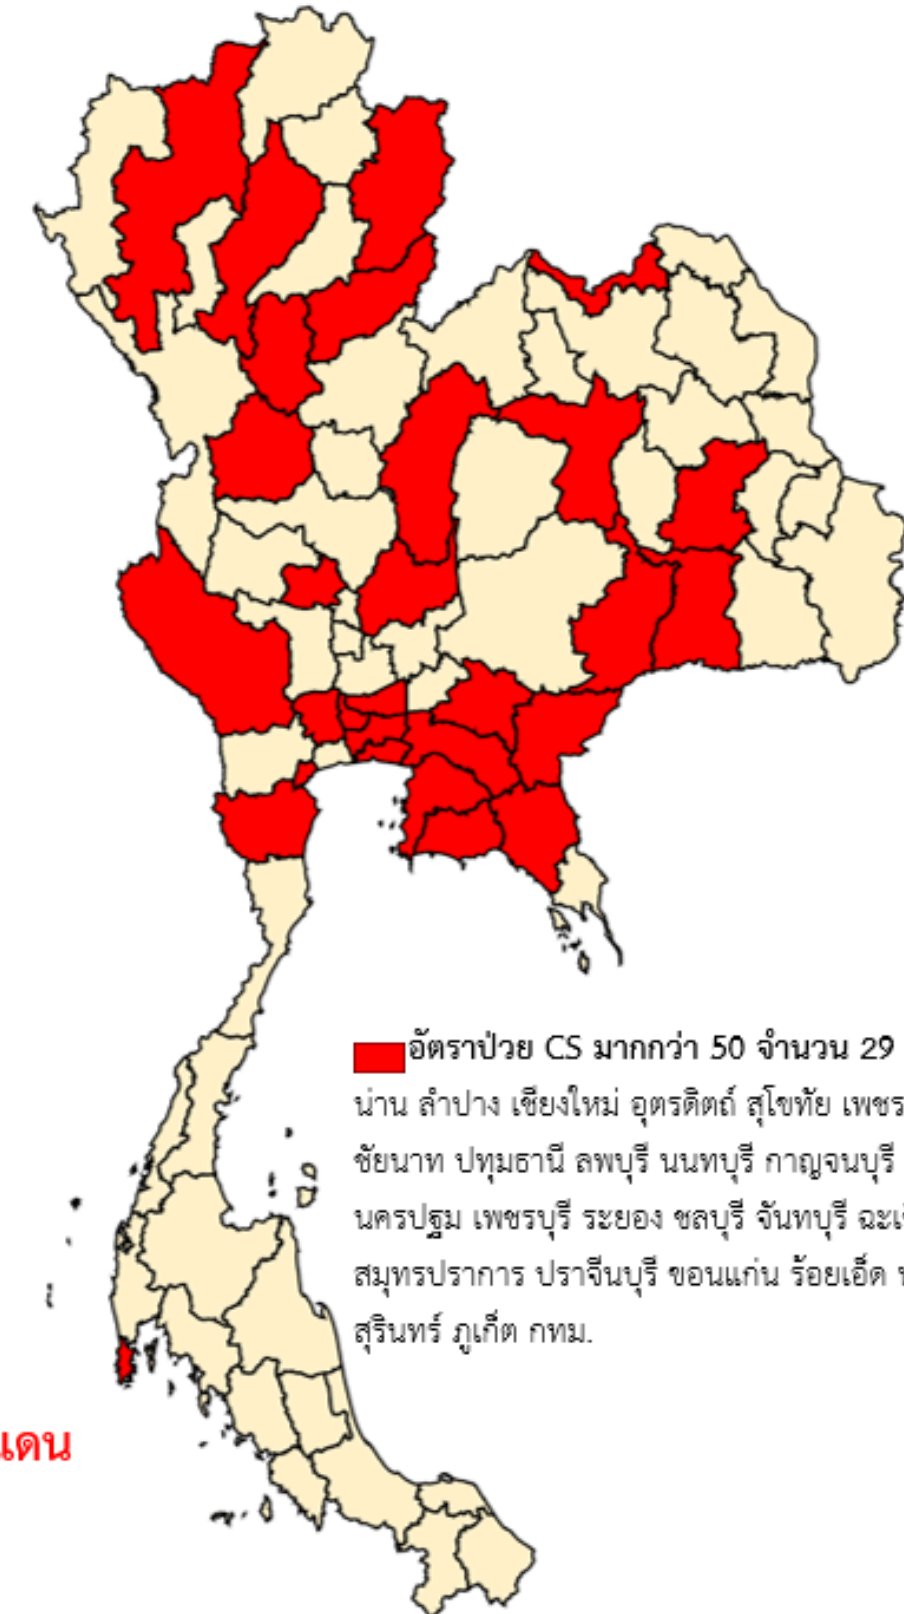 อัตราป่วย CS มากกว่า 50 จำนวน 29
น่าน ลำปาง เชียงใหม่ อุตรดิตถ์ สุโขทัย
ชัยนาท ปทุมธานี ลพบุรี นนทบุรี กาญจนบุรี
นครปฐม เพชรบุรี ระยอง ชลบุรี จันทบุรี
สมุทรปราการ ปราจีนบุรี ขอนแก่น ร้อยเอ็ด
สุรินทร์ ภูเก็ต กทม.
แดน